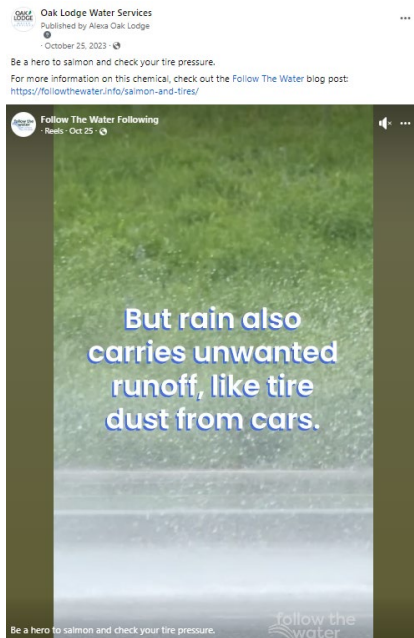 OAK
LODGE
Oak Lodge Water Services
Published by Alexa Oak Lodge
October 25, 2023 ·
Be a hero to salmon and check your tire pressure.
For more information on this chemical, check out the Follow The Water blog post:
https://followthewater.info/salmon-and-tires/
follow the
water
Follow The Water Following
· Reels · Oct 25 ·
But rain also
carries unwanted
runoff, like tire
dust from cars.
Be a hero to salmon and check your tire pressure.
follow the
water